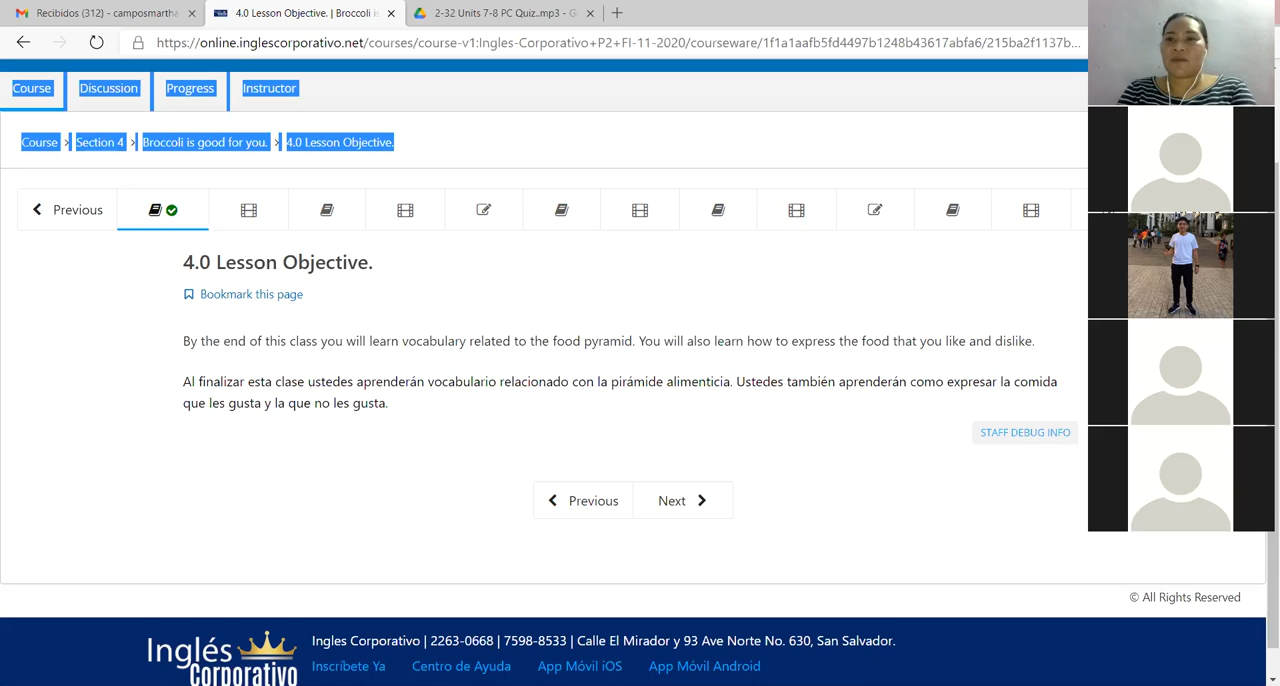 Recibidos (312) - camposmartha
4.0 Lesson Objective. | Broccoli is
2-32 Units 7-8 PC Quiz..mp3 - G
https://online.inglescorporativo.net/courses/course-v1:Ingles-Corporativo+P2+FI-11-2020/courseware/1f1a1aafb5fd4497b1248b43617abfa6/215ba2f1137b...
Course Discussion Progress Instructor
Course > Section 4 > Broccoli is good for you. > 4.0 Lesson Objective.
Previous
4.0 Lesson Objective.
Bookmark this page
By the end of this class you will learn vocabulary related to the food pyramid. You will also learn how to express the food that you like and dislike.
Al finalizar esta clase ustedes aprenderán vocabulario relacionado con la pirámide alimenticia. Ustedes también aprenderán como expresar la comida
que les gusta y la que no les gusta.
STAFF DEBUG INFO
Previous Next
© All Rights Reserved
Inglés
Corporativo
Ingles Corporativo | 2263-0668 | 7598-8533 | Calle El Mirador y 93 Ave Norte No. 630, San Salvador.
Inscríbete Ya Centro de Ayuda App Móvil iOS App Móvil Android